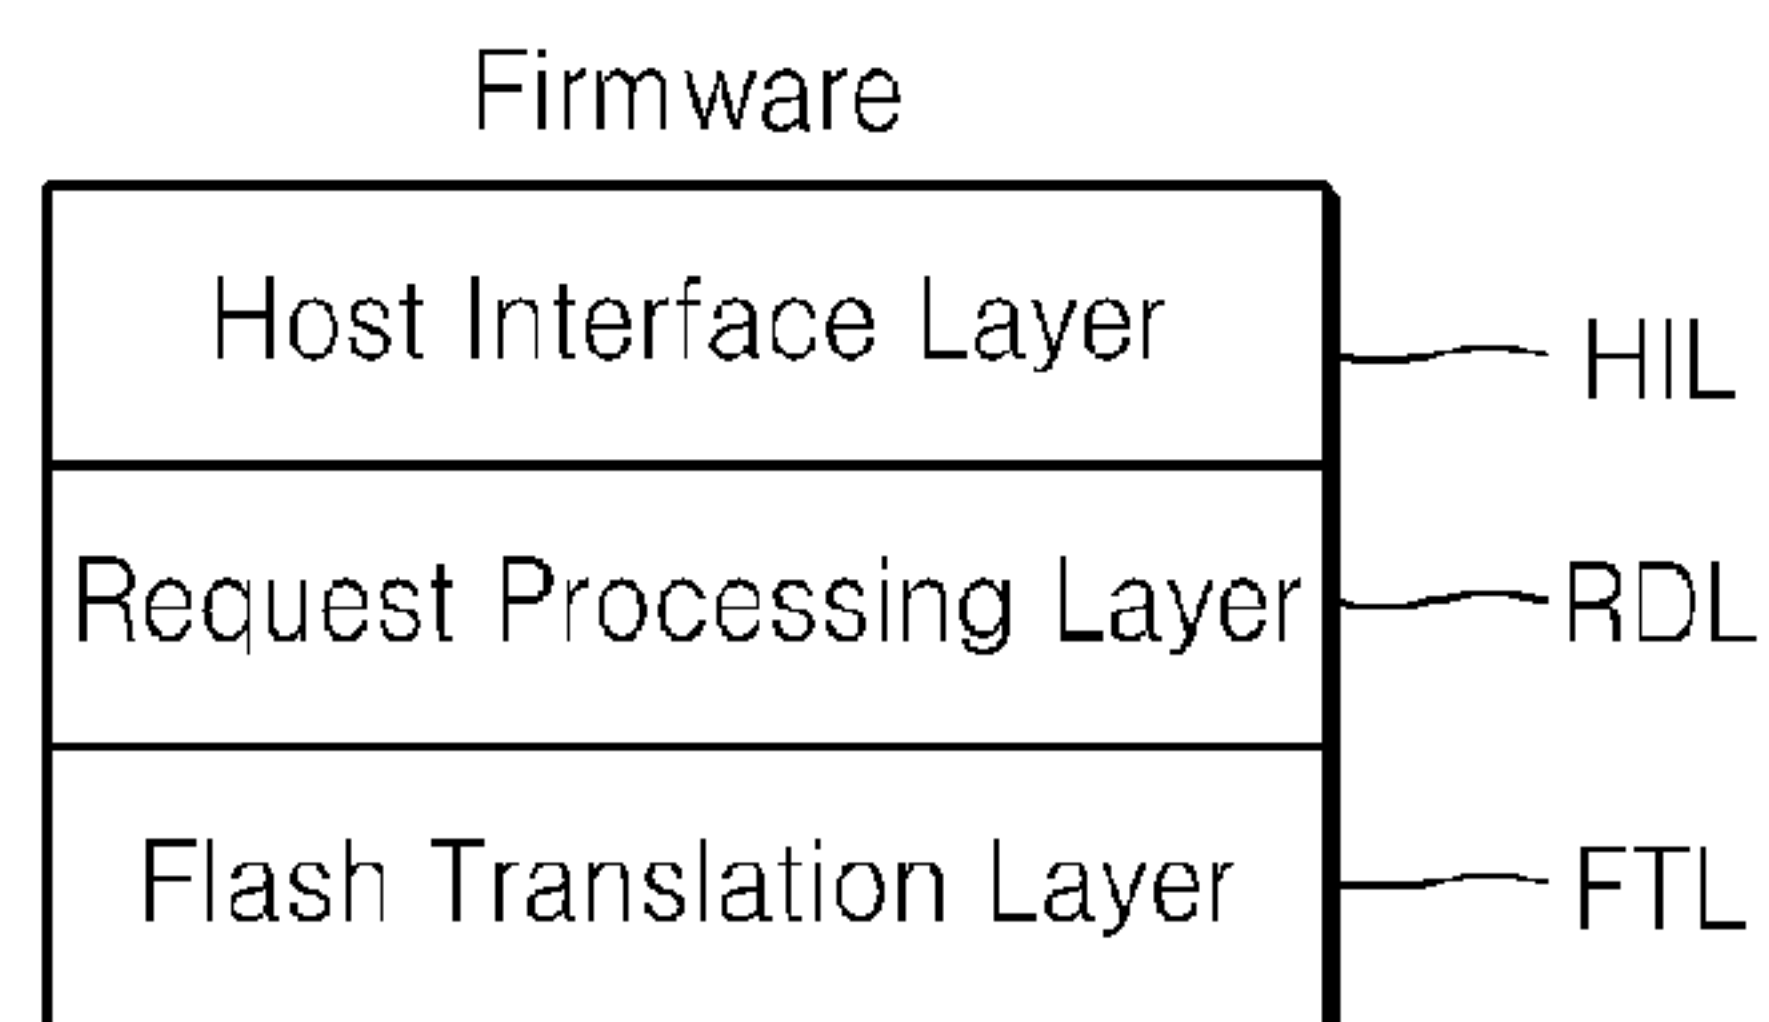 Firmware
Host Interface Layer
HIL
Request Processing Layer
RDL
Flash Translation Layer
FTL